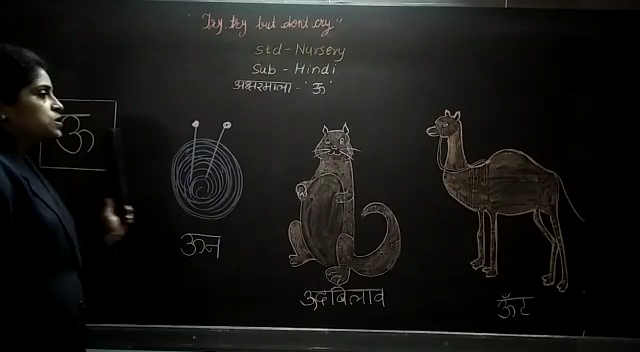 "Try, try but dont cry"
Std - Nursery
Sub - Hindi
अक्षरमाला - 'ऊ'
ऊ
ऊन
ऊदबिलाव
ऊँट